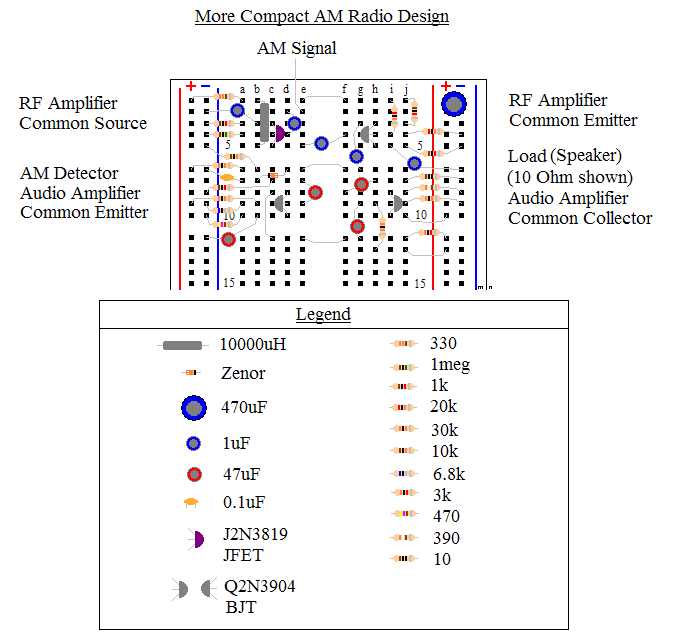 More Compact AM Radio Design
AM Signal
RF Amplifier
Common Source
AM Detector
Audio Amplifier
Common Emitter
+ − a b c d e f g h i j + −
5 5
10 10
15 15
RF Amplifier
Common Emitter
Load (Speaker)
(10 Ohm shown)
Audio Amplifier
Common Collector
Legend
10000uH
Zenor
470uF
1uF
47uF
0.1uF
J2N3819
JFET
Q2N3904
BJT
330
1meg
1k
20k
30k
10k
6.8k
3k
470
390
10